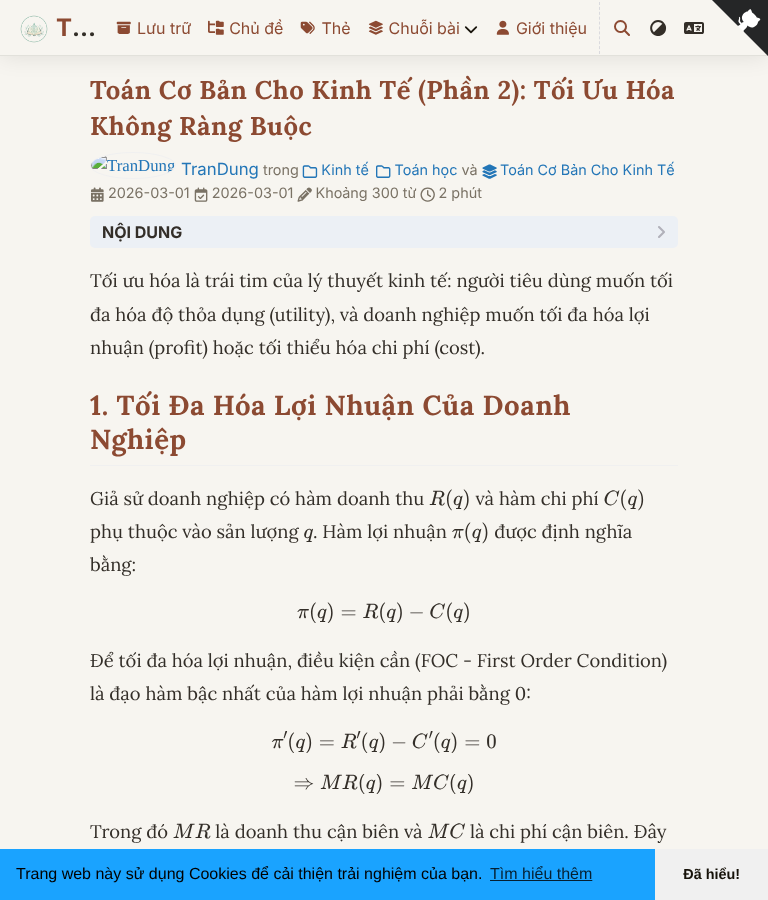 T... Lưu trữ Chủ đề Thẻ Chuỗi bài Giới thiệu
Toán Cơ Bản Cho Kinh Tế (Phần 2): Tối Ưu Hóa
Không Ràng Buộc
TranDung TranDung trong Kinh tế Toán học và Toán Cơ Bản Cho Kinh Tế
2026-03-01 2026-03-01 Khoảng 300 từ 2 phút
NỘI DUNG
Tối ưu hóa là trái tim của lý thuyết kinh tế: người tiêu dùng muốn tối
đa hóa độ thỏa dụng (utility), và doanh nghiệp muốn tối đa hóa lợi
nhuận (profit) hoặc tối thiểu hóa chi phí (cost).
1. Tối Đa Hóa Lợi Nhuận Của Doanh
Nghiệp
Giả sử doanh nghiệp có hàm doanh thu R(q) và hàm chi phí C(q)
phụ thuộc vào sản lượng q. Hàm lợi nhuận π(q) được định nghĩa
bằng:
π(q) = R(q) − C(q)
Để tối đa hóa lợi nhuận, điều kiện cần (FOC - First Order Condition)
là đạo hàm bậc nhất của hàm lợi nhuận phải bằng 0:
π′(q) = R′(q) − C′(q) = 0
⇒ MR(q) = MC(q)
Trong đó MR là doanh thu cận biên và MC là chi phí cận biên. Đây
Trang web này sử dụng Cookies để cải thiện trải nghiệm của bạn. Tìm hiểu thêm Đã hiểu!